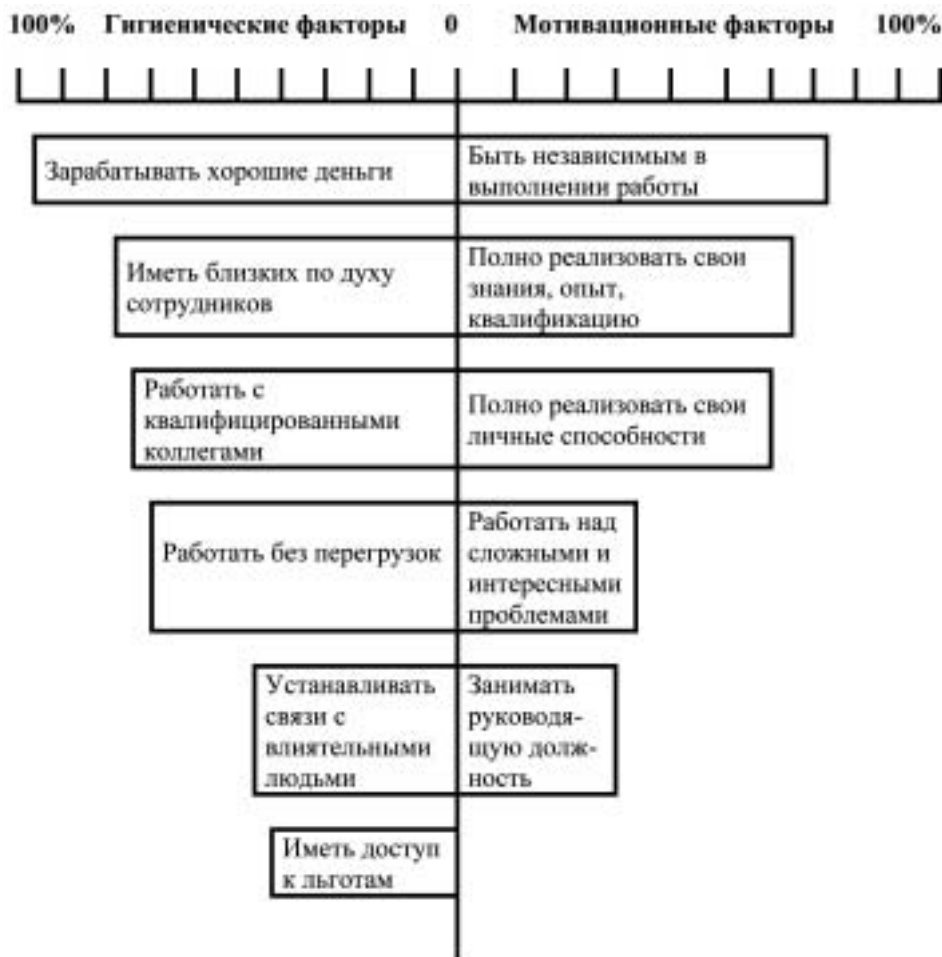 100% Гигиенические факторы 0 Мотивационные факторы 100%
Зарабатывать хорошие деньги
Быть независимым в
выполнении работы
Иметь близких по духу
сотрудников
Полно реализовать свои
знания, опыт,
квалификацию
Работать с
квалифицированными
коллегами
Полно реализовать свои
личные способности
Работать без перегрузок
Работать над
сложными и
интересными
проблемами
Устанавливать
связи с
влиятельными
людьми
Занимать
руководя-
щую долж-
ность
Иметь доступ
к льготам